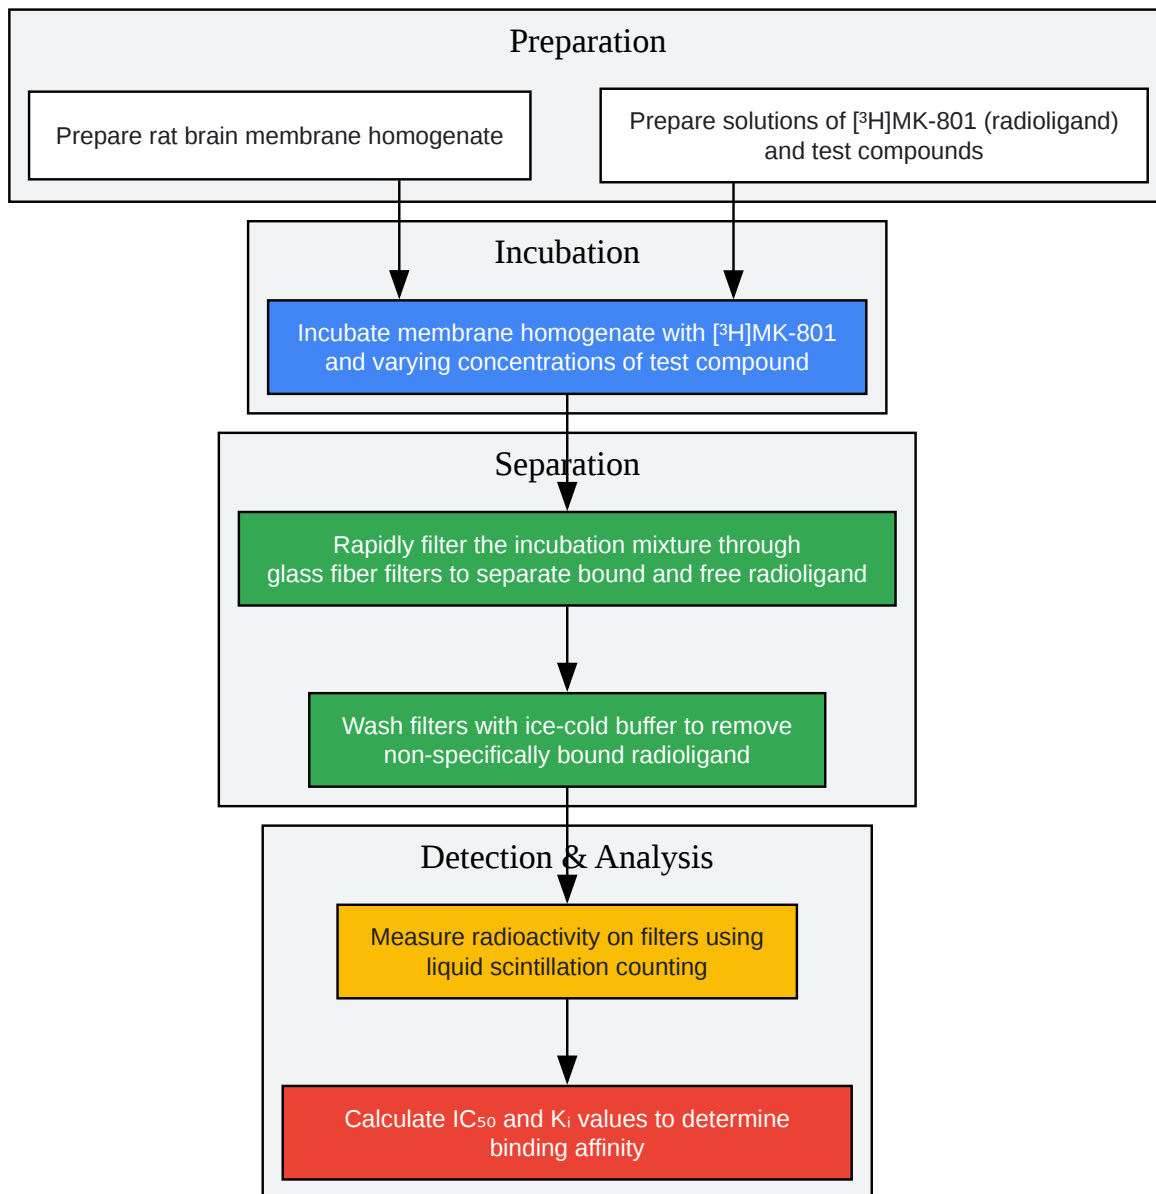 Preparation
Prepare rat brain membrane homogenate
Prepare solutions of [³H]MK-801 (radioligand)
and test compounds
Incubation
Incubate membrane homogenate with [³H]MK-801
and varying concentrations of test compound
Separation
Rapidly filter the incubation mixture through
glass fiber filters to separate bound and free radioligand
Wash filters with ice-cold buffer to remove
non-specifically bound radioligand
Detection & Analysis
Measure radioactivity on filters using
liquid scintillation counting
Calculate IC₅₀ and Kᵢ values to determine
binding affinity